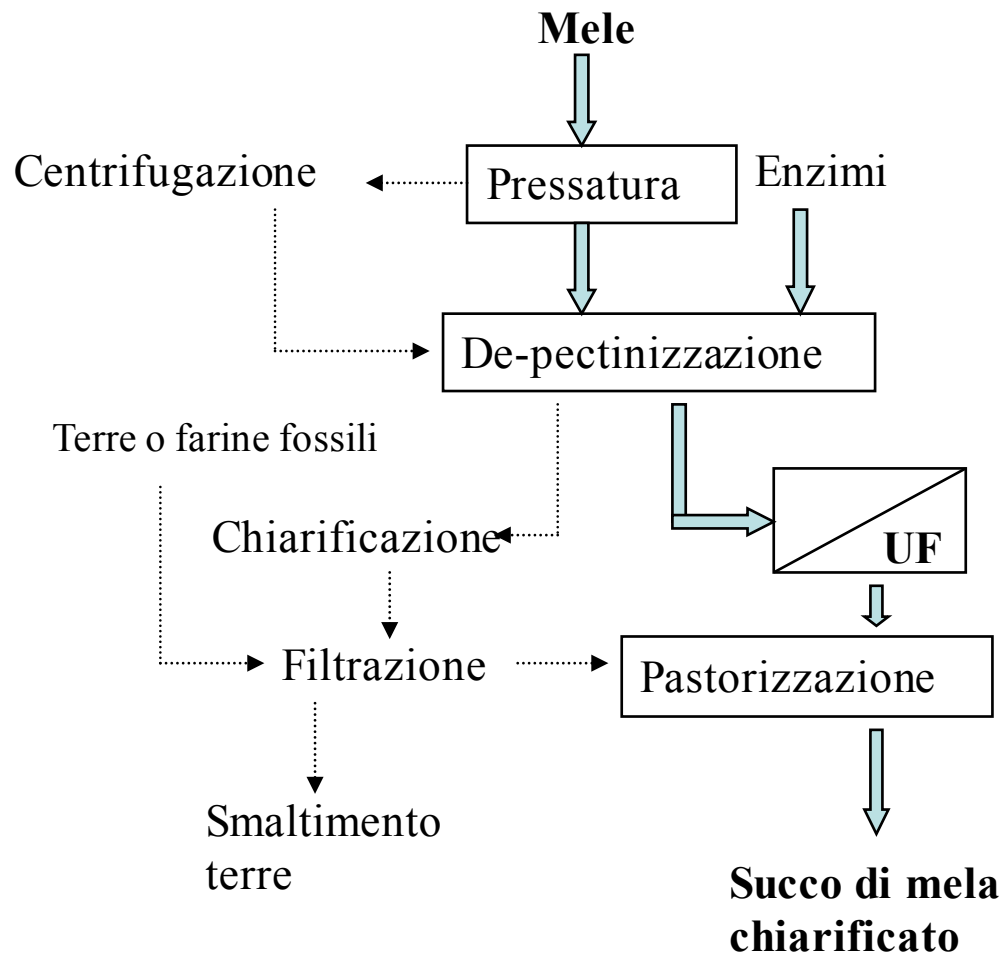 Mele
Centrifugazione
Pressatura
Enzimi
De-pectinizzazione
Terre o farine fossili
Chiarificazione
UF
Filtrazione
Pastorizzazione
Smaltimento
terre
Succo di mela
chiarificato